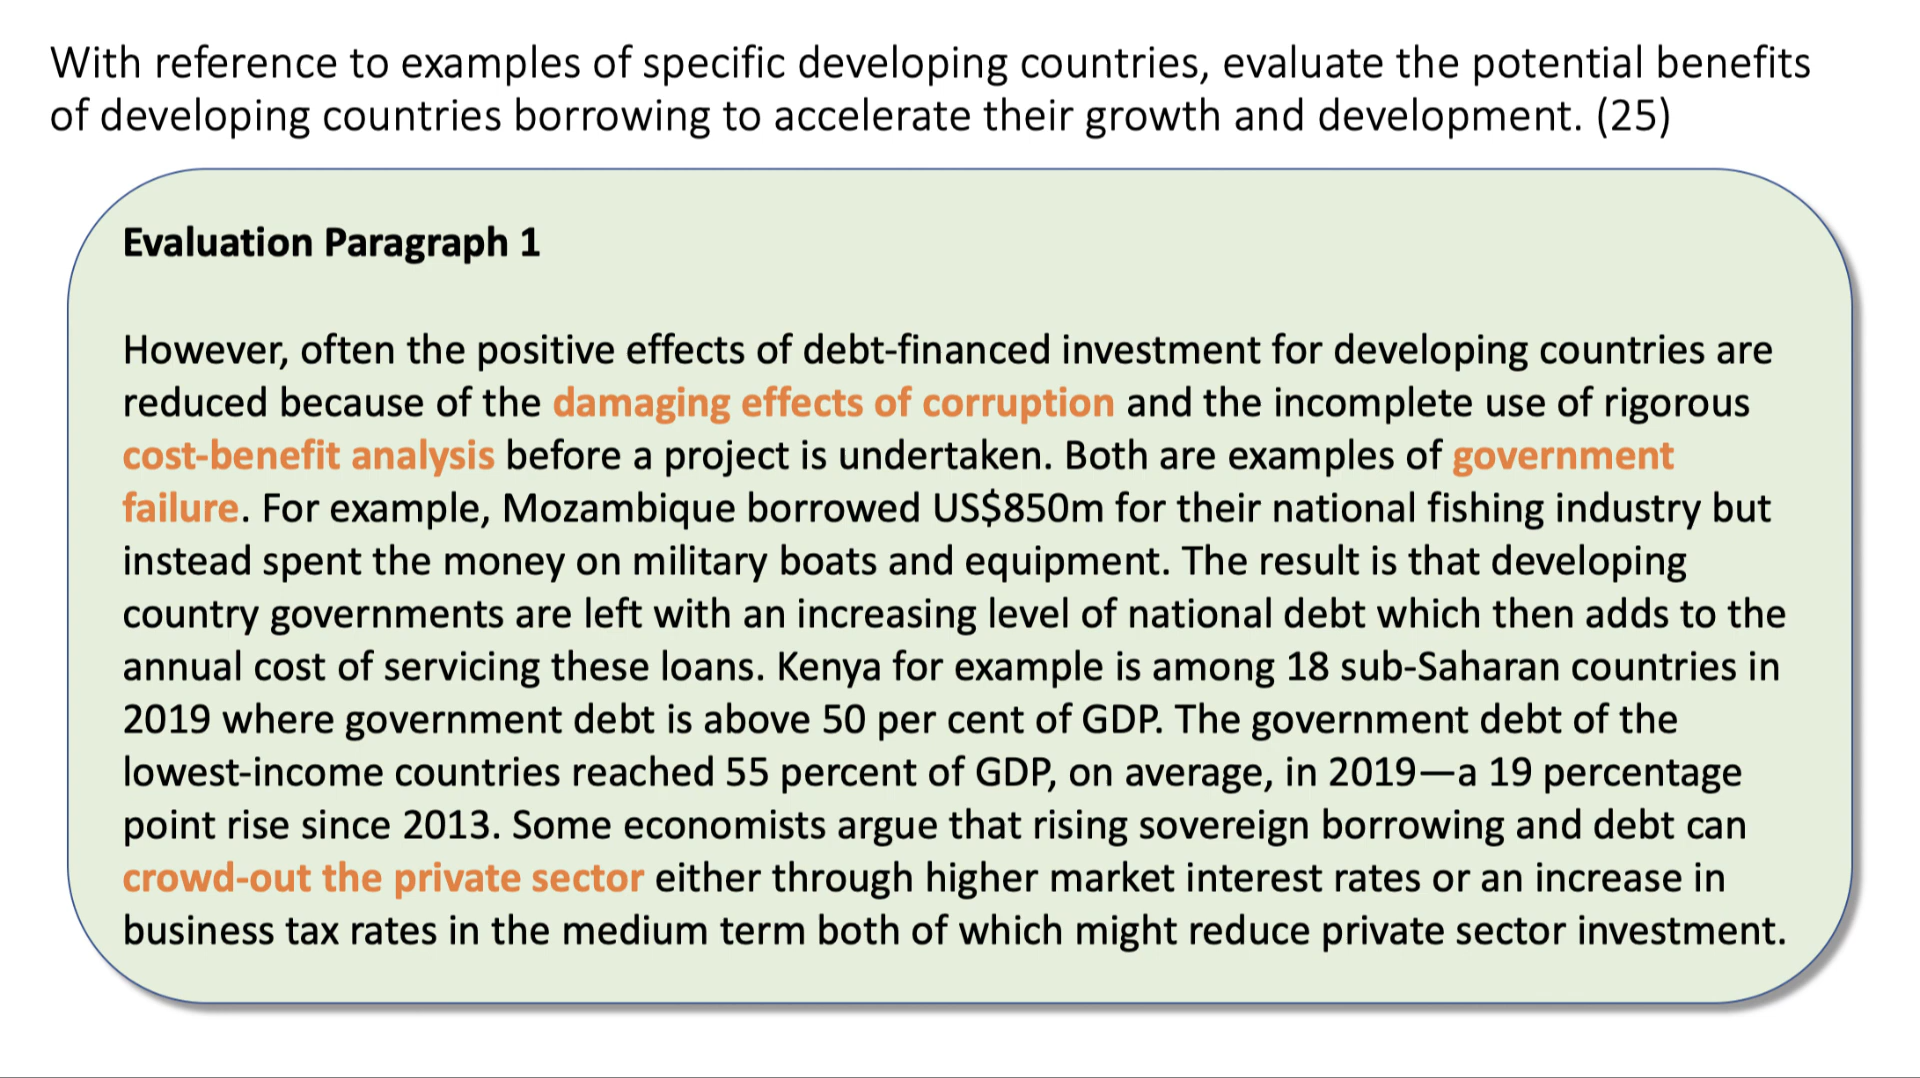 With reference to examples of specific developing countries, evaluate the potential benefits
of developing countries borrowing to accelerate their growth and development. (25)
Evaluation Paragraph 1
However, often the positive effects of debt-financed investment for developing countries are
reduced because of the damaging effects of corruption and the incomplete use of rigorous
cost-benefit analysis before a project is undertaken. Both are examples of government
failure. For example, Mozambique borrowed US$850m for their national fishing industry but
instead spent the money on military boats and equipment. The result is that developing
country governments are left with an increasing level of national debt which then adds to the
annual cost of servicing these loans. Kenya for example is among 18 sub-Saharan countries in
2019 where government debt is above 50 per cent of GDP. The government debt of the
lowest-income countries reached 55 percent of GDP, on average, in 2019—a 19 percentage
point rise since 2013. Some economists argue that rising sovereign borrowing and debt can
crowd-out the private sector either through higher market interest rates or an increase in
business tax rates in the medium term both of which might reduce private sector investment.